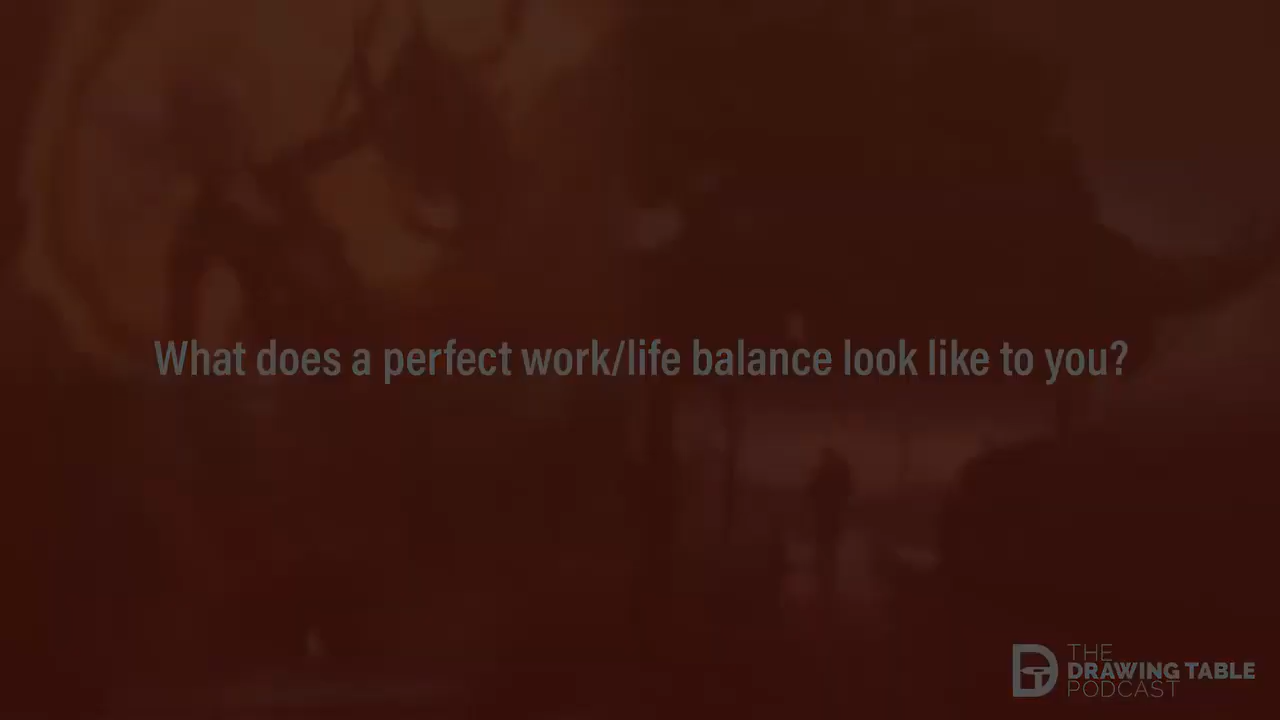 What does a perfect work/life balance look like to you?
THE
DRAWING TABLE
PODCAST